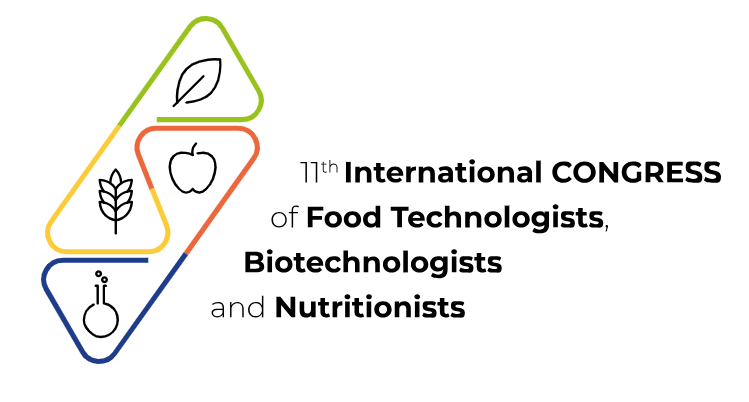 11th International CONGRESS
of Food Technologists,
Biotechnologists
and Nutritionists